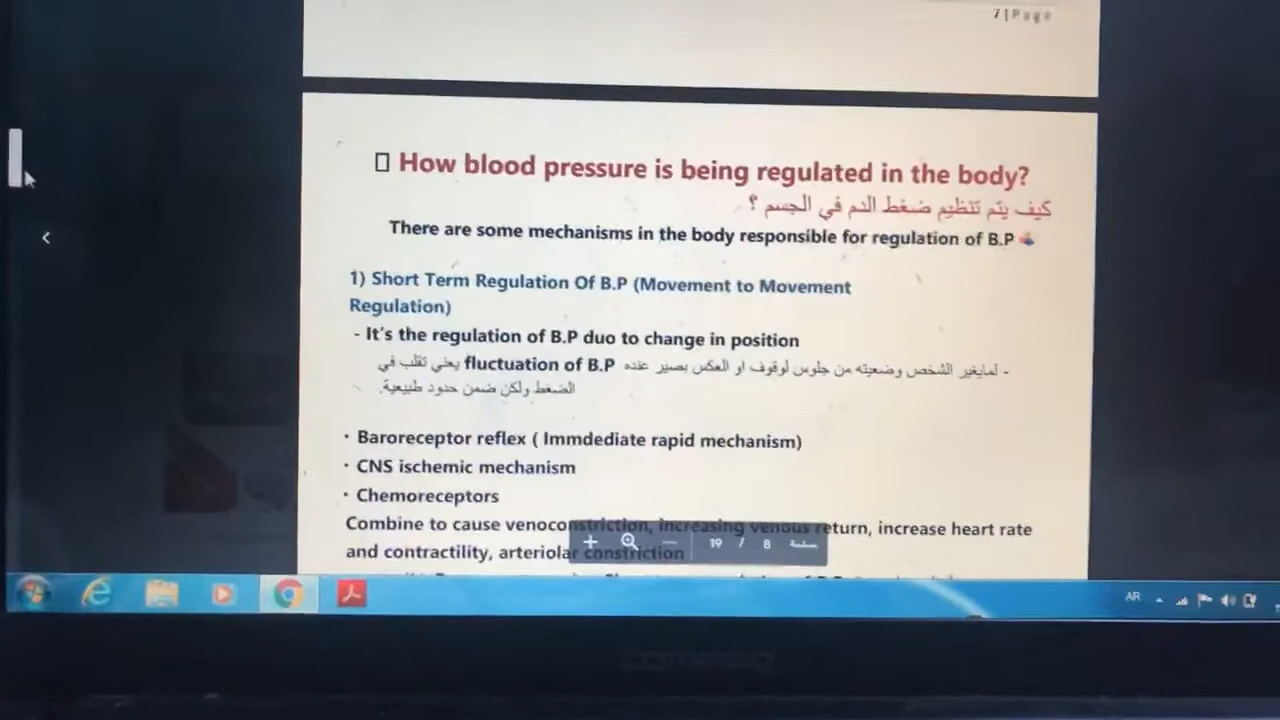 7 | Page
How blood pressure is being regulated in the body?
كيف يتم تنظيم ضغط الدم في الجسم ؟
There are some mechanisms in the body responsible for regulation of B.P
1) Short Term Regulation Of B.P (Movement to Movement
Regulation)
- It's the regulation of B.P duo to change in position
- لمايغير الشخص وضعيته من جلوس لوقوف او العكس بصير عنده fluctuation of B.P يعني تقلب في
الضغط ولكن ضمن حدود طبيعية.
· Baroreceptor reflex ( Immdediate rapid mechanism)
· CNS ischemic mechanism
· Chemoreceptors
Combine to cause venoconstriction, increasing venous return, increase heart rate
and contractility, arteriolar constriction
19 / 8 صفحة
AR